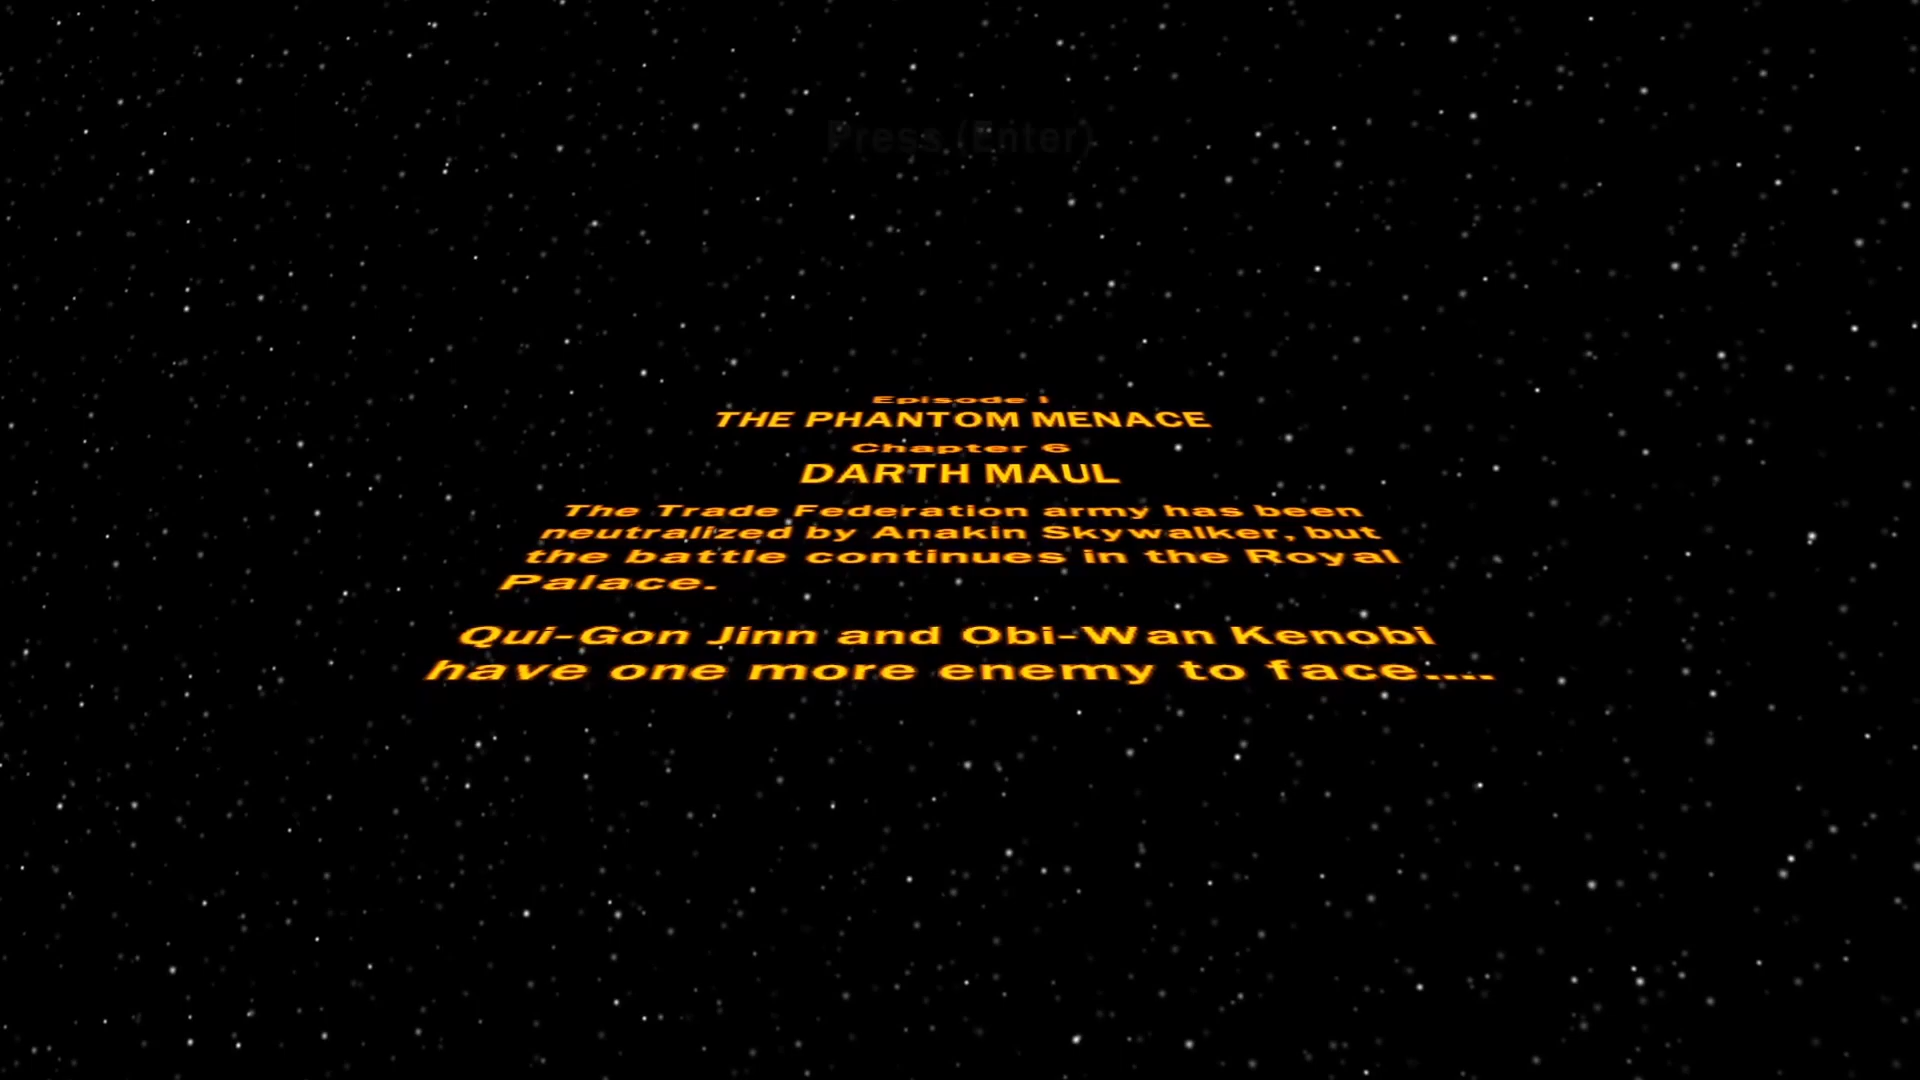 Press (Enter)
Episode I
THE PHANTOM MENACE
Chapter 6
DARTH MAUL
The Trade Federation army has been
neutralized by Anakin Skywalker, but
the battle continues in the Royal
Palace.
Qui-Gon Jinn and Obi-Wan Kenobi
have one more enemy to face....